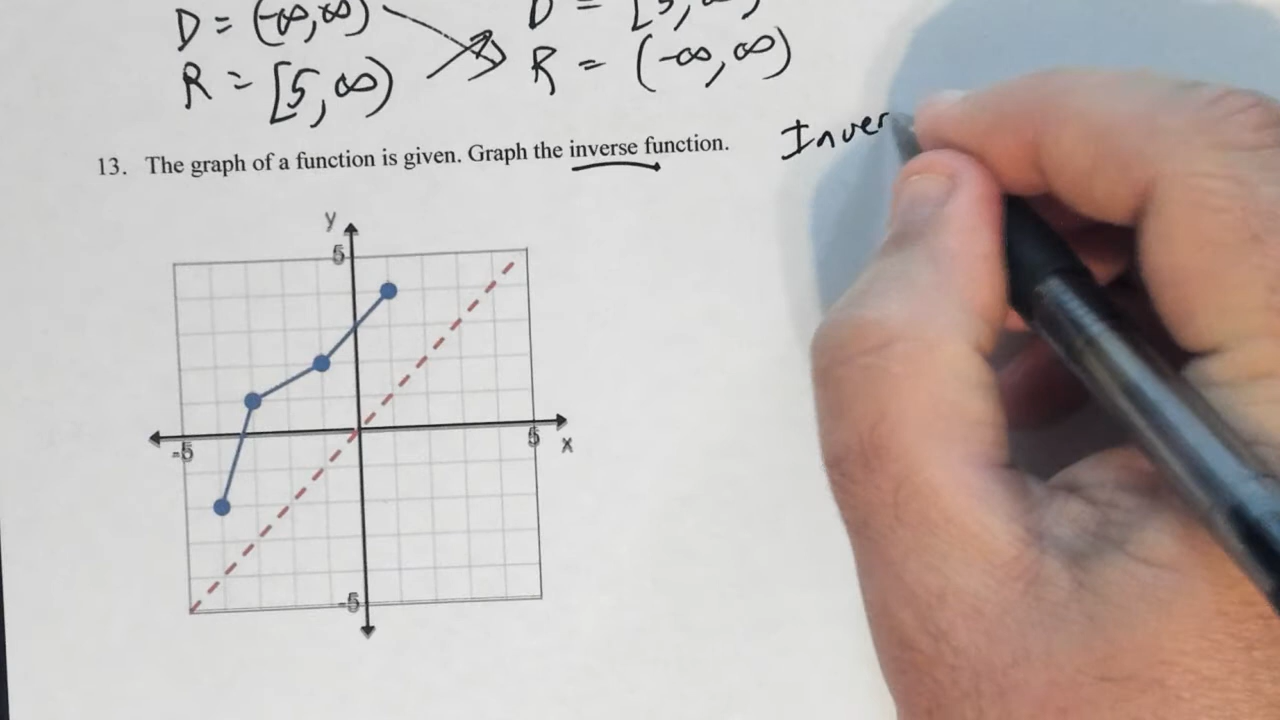 D = (-∞,∞)
R = [5,∞)
R = (-∞,∞)
13. The graph of a function is given. Graph the inverse function.
Inver
y
5
-5
5
x
-5